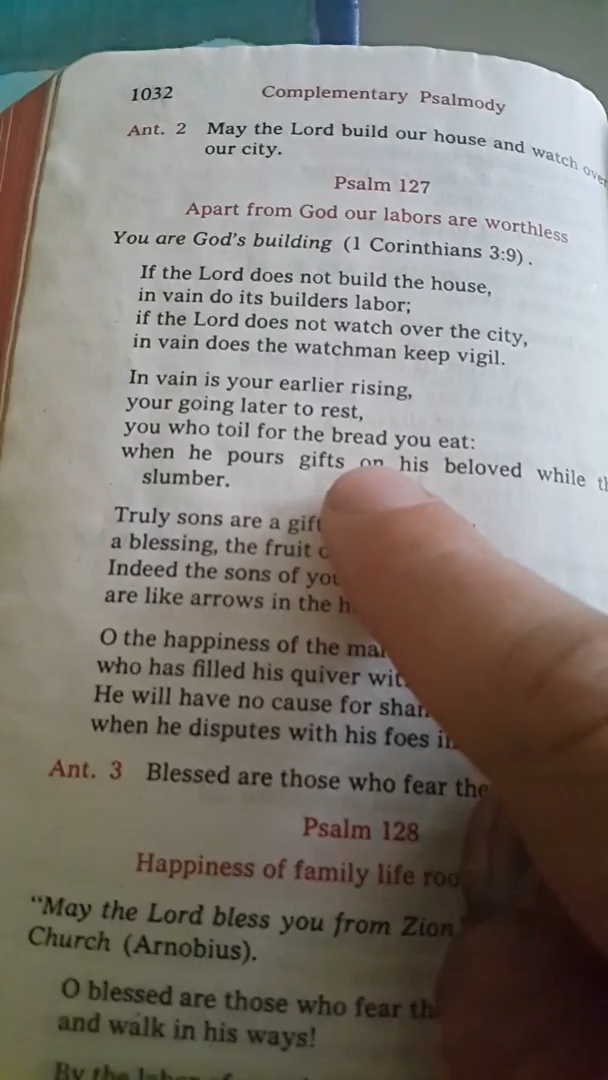 1032 Complementary Psalmody
Ant. 2 May the Lord build our house and watch over
our city.
Psalm 127
Apart from God our labors are worthless
You are God's building (1 Corinthians 3:9).
If the Lord does not build the house,
in vain do its builders labor;
if the Lord does not watch over the city,
in vain does the watchman keep vigil.
In vain is your earlier rising,
your going later to rest,
you who toil for the bread you eat:
when he pours gifts on his beloved while
slumber.
Truly sons are a gift
a blessing, the fruit
Indeed the sons of
are like arrows in the
O the happiness of the
who has filled his quiver
He will have no cause for
when he disputes with his foes
Ant. 3 Blessed are those who fear the
Psalm 128
Happiness of family life
"May the Lord bless you from Zion
Church (Arnobius).
O blessed are those who fear
and walk in his ways!
By the